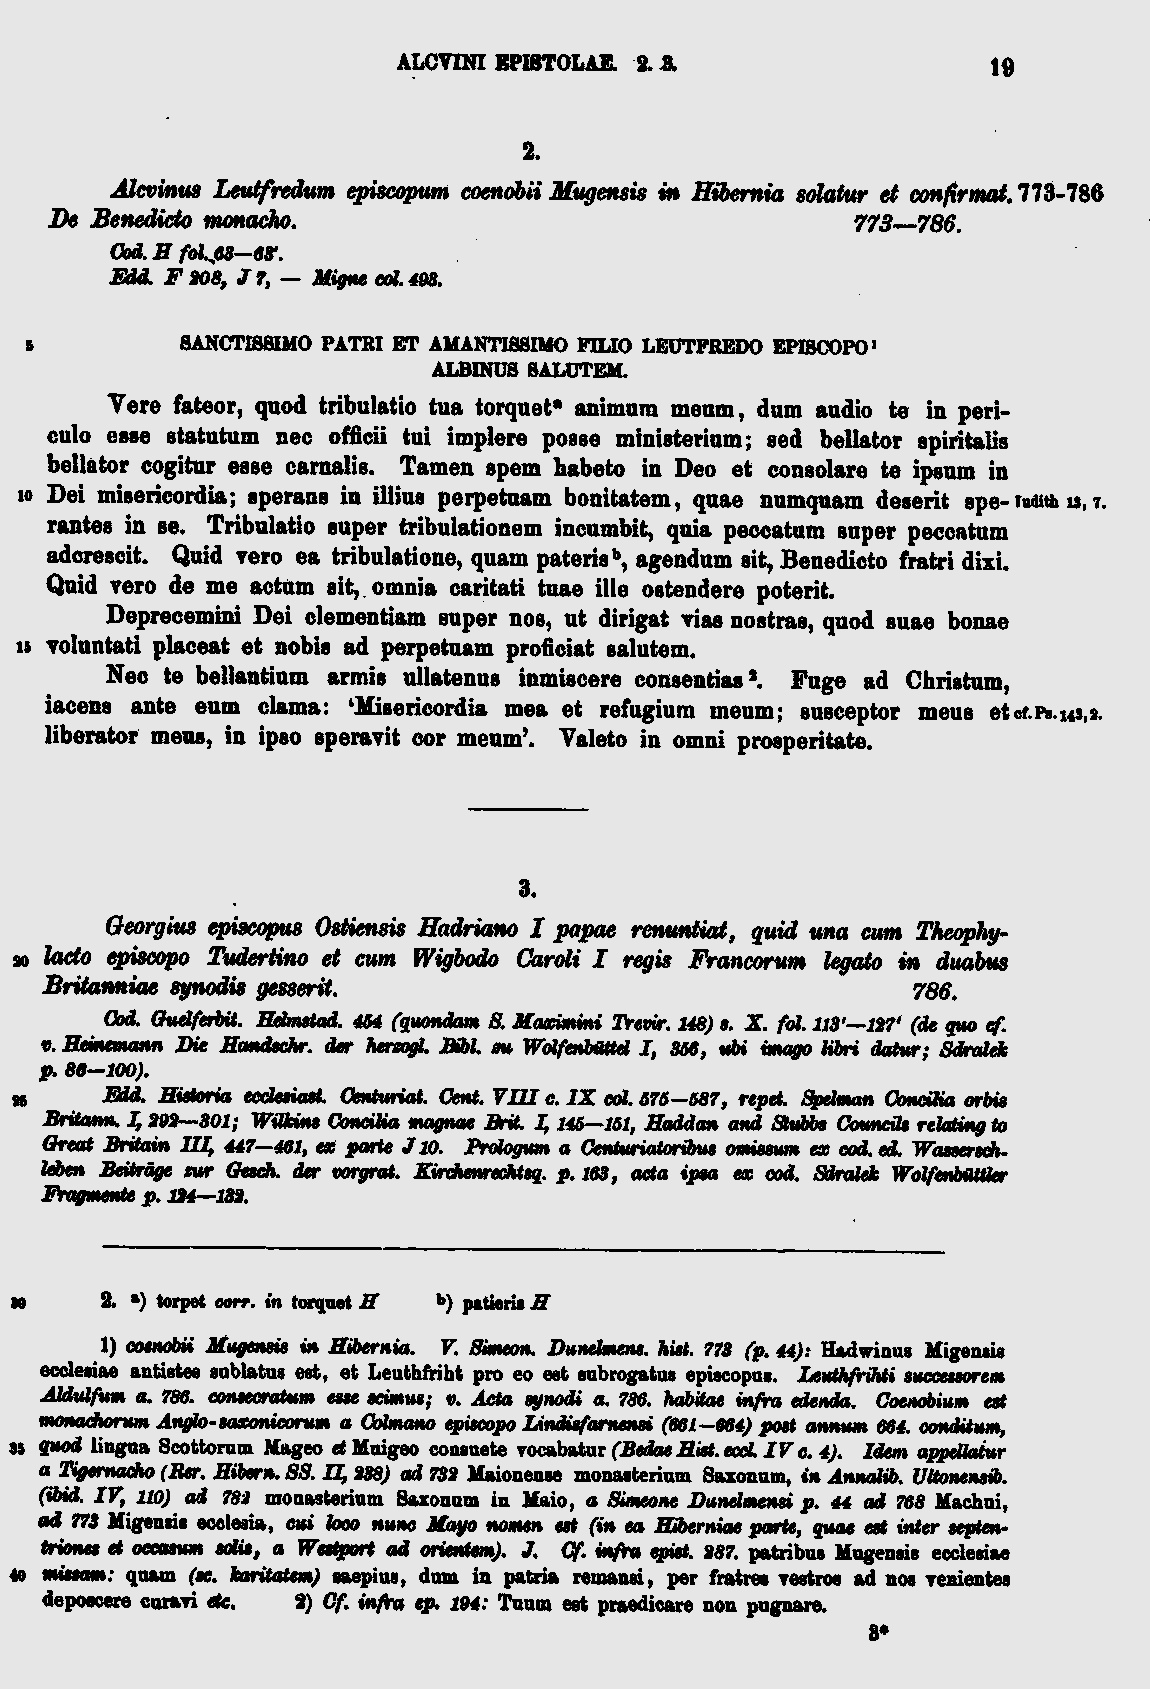 ALCVINI EPISTOLAE. 2. 3. 19
2.
Alcvinus Leutfredum episcopum coenobii Mugensis in Hibernia solatur et confirmat. 773-786
De Benedicto monacho. 773—786.
Cod. H fol. 63—63'.
Edd. F 208, J 7, — Migne col. 493.
5 SANCTISSIMO PATRI ET AMANTISSIMO FILIO LEUTFREDO EPISCOPO¹
ALBINUS SALUTEM.
Vere fateor, quod tribulatio tua torquetᵃ animum meum, dum audio te in peri-
culo esse statutum nec officii tui implere posse ministerium; sed bellator spiritalis
bellator cogitur esse carnalis. Tamen spem habeto in Deo et consolare te ipsum in
10 Dei misericordia; sperans in illius perpetuam bonitatem, quae numquam deserit spe- Iudith 13, 7.
rantes in se. Tribulatio super tribulationem incumbit, quia peccatum super peccatum
adcrescit. Quid vero ea tribulatione, quam paterisᵇ, agendum sit, Benedicto fratri dixi.
Quid vero de me actum sit, omnia caritati tuae ille ostendere poterit.
Deprecemini Dei clementiam super nos, ut dirigat vias nostras, quod suae bonae
15 voluntati placeat et nobis ad perpetuam proficiat salutem.
Nec te bellantium armis ullatenus inmiscere consentias². Fuge ad Christum,
iacens ante eum clama: 'Misericordia mea et refugium meum; susceptor meus et cf. Ps. 143, 2.
liberator meus, in ipso speravit cor meum'. Valeto in omni prosperitate.
3.
Georgius episcopus Ostiensis Hadriano I papae renuntiat, quid una cum Theophy-
20 lacto episcopo Tudertino et cum Wigbodo Caroli I regis Francorum legato in duabus
Britanniae synodis gesserit. 786.
Cod. Guelferbit. Helmstad. 454 (quondam S. Maximini Trevir. 148) s. X. fol. 113'—127' (de quo cf.
v. Heinemann Die Handschr. der herzogl. Bibl. zu Wolfenbüttel I, 356, ubi imago libri datur; Sdralek
p. 86—100).
25 Edd. Historia ecclesiast. Centuriat. Cent. VIII c. IX col. 575—587, repet. Spelman Concilia orbis
Britann. I, 292—301; Wilkins Concilia magnae Brit. I, 145—151, Haddan and Stubbs Councils relating to
Great Britain III, 447—461, ex parte J 10. Prologum a Centuriatoribus omissum ex cod. ed. Wassersch-
leben Beiträge zur Gesch. der vorgrat. Kirchenrechtsq. p. 163, acta ipsa ex cod. Sdralek Wolfenbüttler
Fragmente p. 124—132.
30 2. ᵃ) torpet corr. in torquet H ᵇ) patieris H
1) coenobii Mugensis in Hibernia. V. Simeon. Dunelmens. hist. 773 (p. 44): Hadwinus Migensis
ecclesiae antistes sublatus est, et Leuthfriht pro eo est subrogatus episcopus. Leuthfrihti successorem
Aldulfum a. 786. consecratum esse scimus; v. Acta synodi a. 786. habitae infra edenda. Coenobium est
monachorum Anglo-saxonicorum a Colmano episcopo Lindisfarnensi (661—664) post annum 664. conditum,
35 quod lingua Scottorum Mageo et Muigeo consuete vocabatur (Bedae Hist. eccl. IV c. 4). Idem appellatur
a Tigernacho (Rer. Hibern. SS. II, 238) ad 732 Maionense monasterium Saxonum, in Annalib. Ultonensib.
(ibid. IV, 110) ad 782 monasterium Saxonum in Maio, a Simeone Dunelmensi p. 44 ad 768 Machui,
ad 773 Migensis ecclesia, cui loco nunc Mayo nomen est (in ea Hiberniae parte, quae est inter septen-
triones et occasum solis, a Westport ad orientem). J. Cf. infra epist. 287. patribus Mugensis ecclesiae
40 missam: quam (sc. karitatem) saepius, dum in patria remansi, per fratres vestros ad nos venientes
deposcere curavi etc. 2) Cf. infra ep. 194: Tuum est praedicare non pugnare.
3*